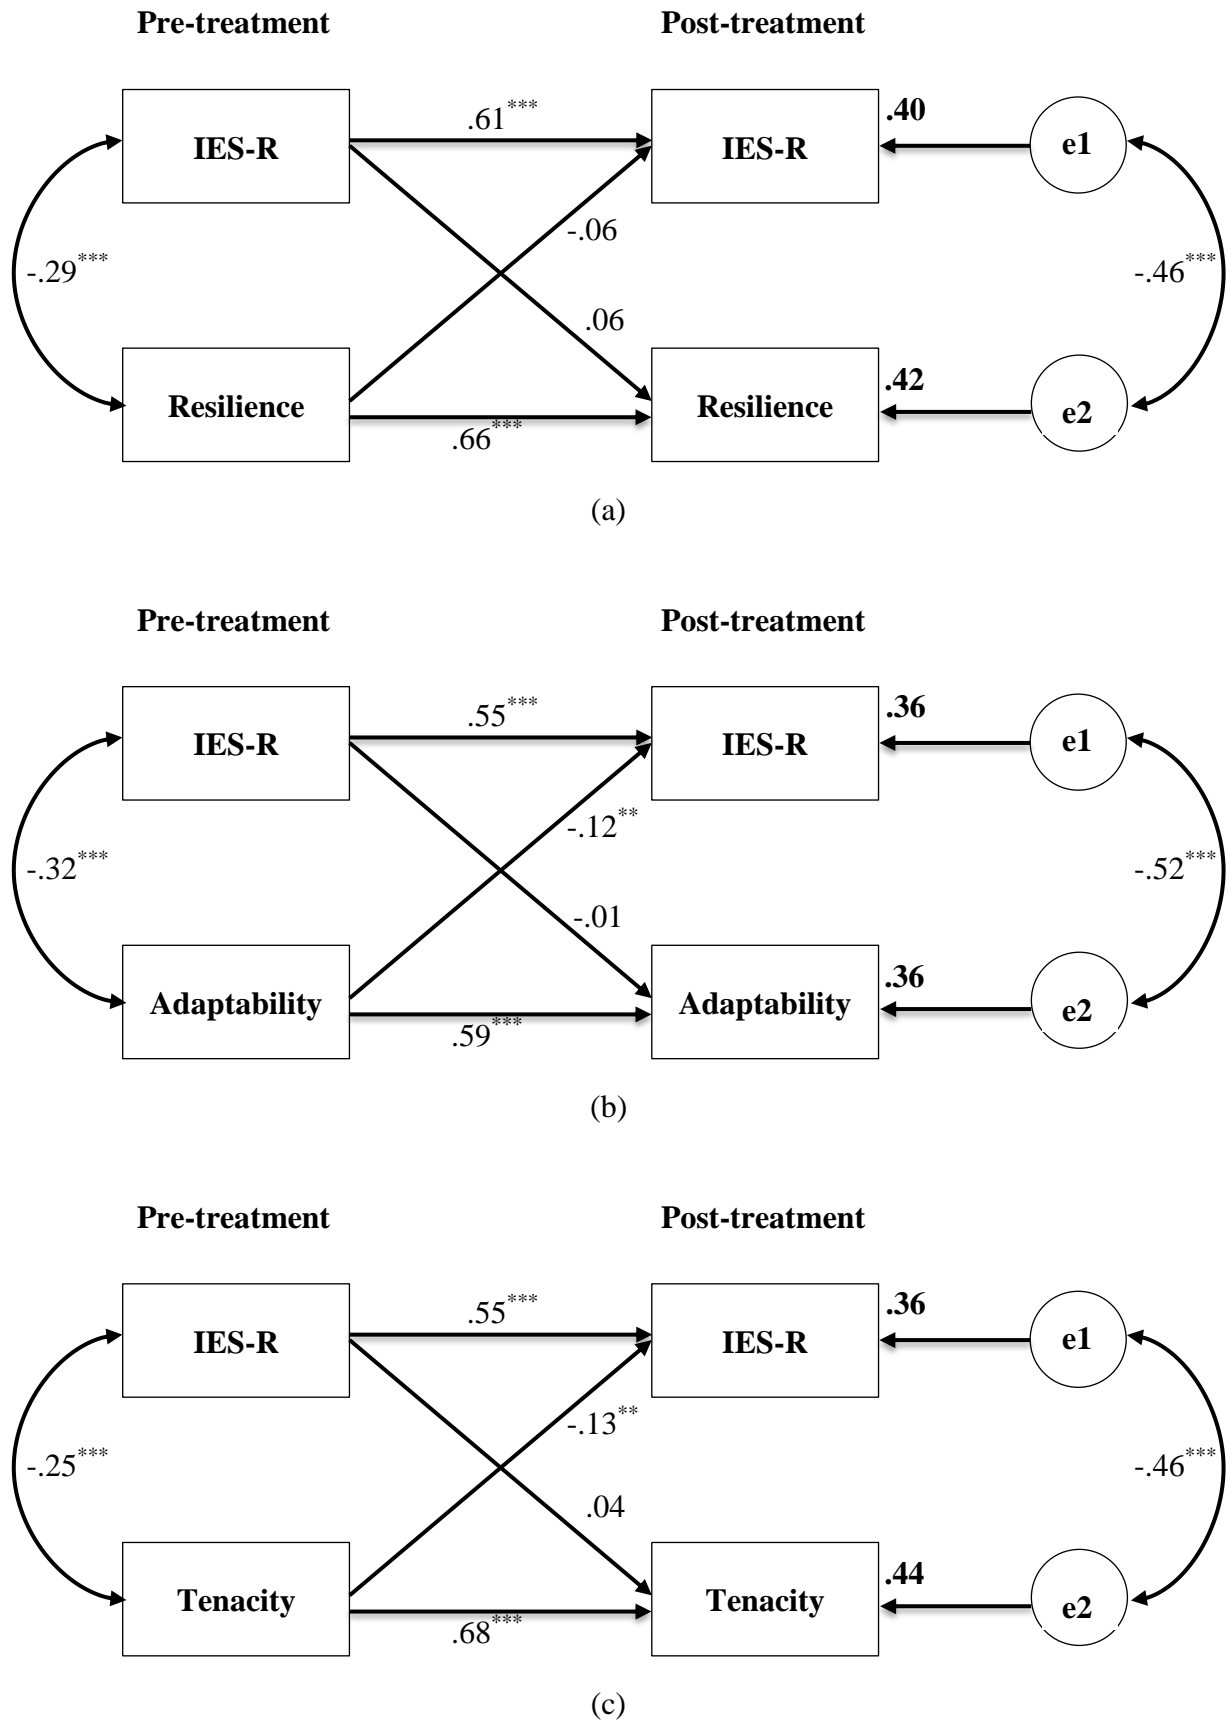 Pre-treatment Post-treatment
.61***
.40
IES-R IES-R e1
-.06
-.29*** -.46***
.06
.42
Resilience Resilience e2
.66***
(a)
Pre-treatment Post-treatment
.55***
.36
IES-R IES-R e1
-.12**
-.32*** -.52***
-.01
.36
Adaptability Adaptability e2
.59***
(b)
Pre-treatment Post-treatment
.55***
.36
IES-R IES-R e1
-.13**
-.25*** -.46***
.04
.44
Tenacity Tenacity e2
.68***
(c)